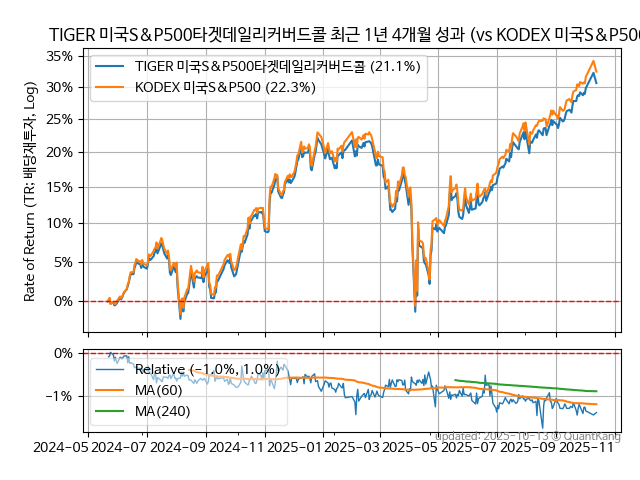 TIGER 미국S&P500타겟데일리커버드콜 최근 1년 4개월 성과 (vs KODEX 미국S&P500
35%
30%
25%
20%
15%
10%
5%
0%
Rate of Return (TR: 배당재투자, Log)
TIGER 미국S&P500타겟데일리커버드콜 (21.1%)
KODEX 미국S&P500 (22.3%)
0%
−1%
Relative (−1.0%, 1.0%)
MA(60)
MA(240)
updated: 2025-10-13 © QuantKang
2024-05 2024-07 2024-09 2024-11 2025-01 2025-03 2025-05 2025-07 2025-09 2025-11